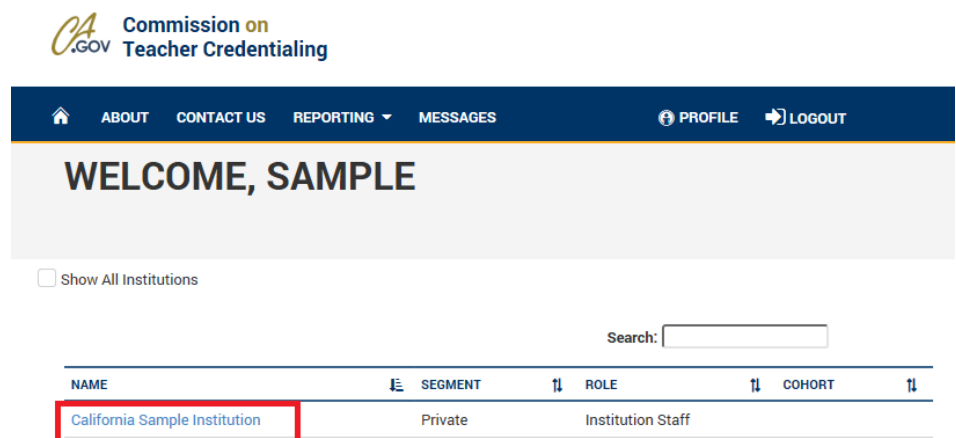 CA
.GOV
Commission on
Teacher Credentialing
ABOUT CONTACT US REPORTING MESSAGES PROFILE LOGOUT
WELCOME, SAMPLE
Show All Institutions
Search:
NAME SEGMENT ROLE COHORT
California Sample Institution Private Institution Staff